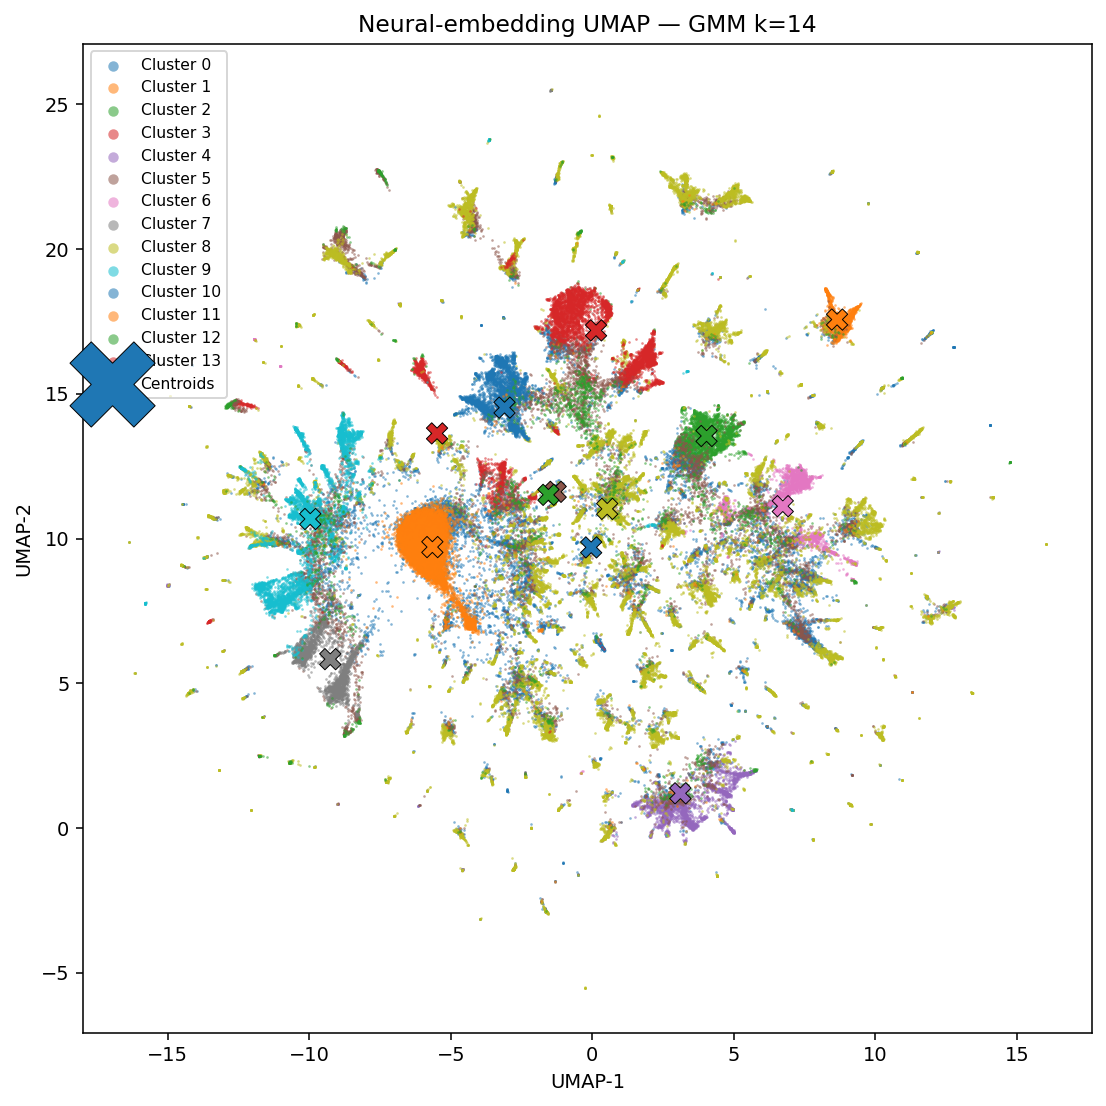 Neural-embedding UMAP — GMM k=14
Cluster 0
Cluster 1
Cluster 2
Cluster 3
Cluster 4
Cluster 5
Cluster 6
Cluster 7
Cluster 8
Cluster 9
Cluster 10
Cluster 11
Cluster 12
Cluster 13
Centroids
25
20
15
10
5
0
−5
UMAP-2
−15 −10 −5 0 5 10 15
UMAP-1